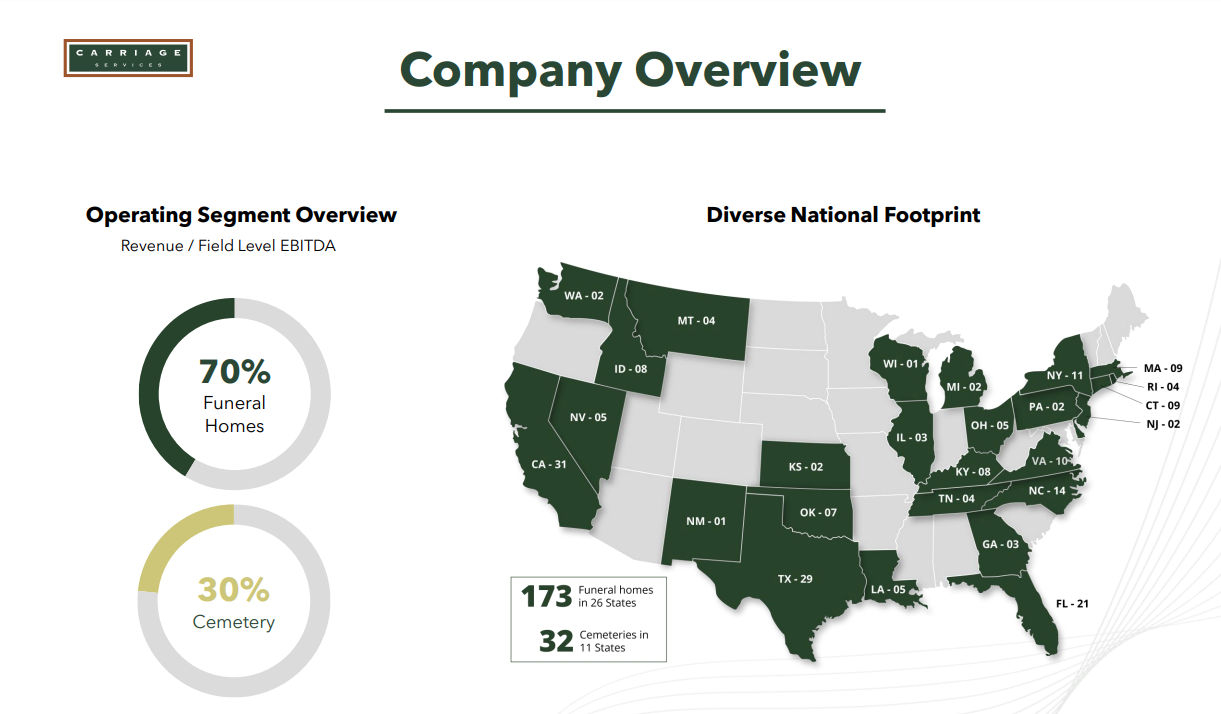 CARRIAGE
SERVICES
Company Overview
Operating Segment Overview
Revenue / Field Level EBITDA
70%
Funeral
Homes
30%
Cemetery
Diverse National Footprint
WA - 02
MT - 04
ID - 08
NV - 05
CA - 31
WI - 01
MI - 02
NY - 11
MA - 09
RI - 04
CT - 09
NJ - 02
PA - 02
OH - 05
IL - 03
KS - 02
KY - 08
VA - 10
NC - 14
TN - 04
NM - 01
OK - 07
GA - 03
TX - 29
LA - 05
FL - 21
173 Funeral homes
in 26 States
32 Cemeteries in
11 States